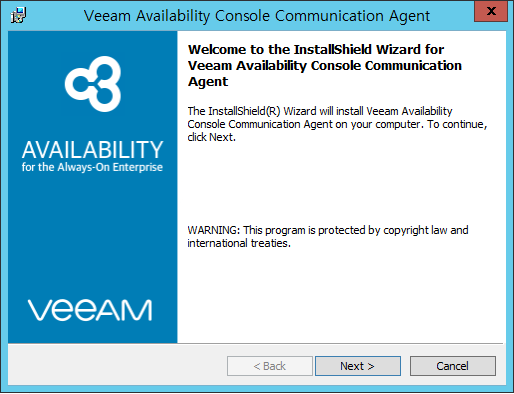 Veeam Availability Console Communication Agent
x
Welcome to the InstallShield Wizard for
Veeam Availability Console Communication
Agent
The InstallShield(R) Wizard will install Veeam Availability
Console Communication Agent on your computer. To continue,
click Next.
AVAILABILITY
for the Always-On Enterprise
WARNING: This program is protected by copyright law and
international treaties.
VEEAM
< Back
Next >
Cancel